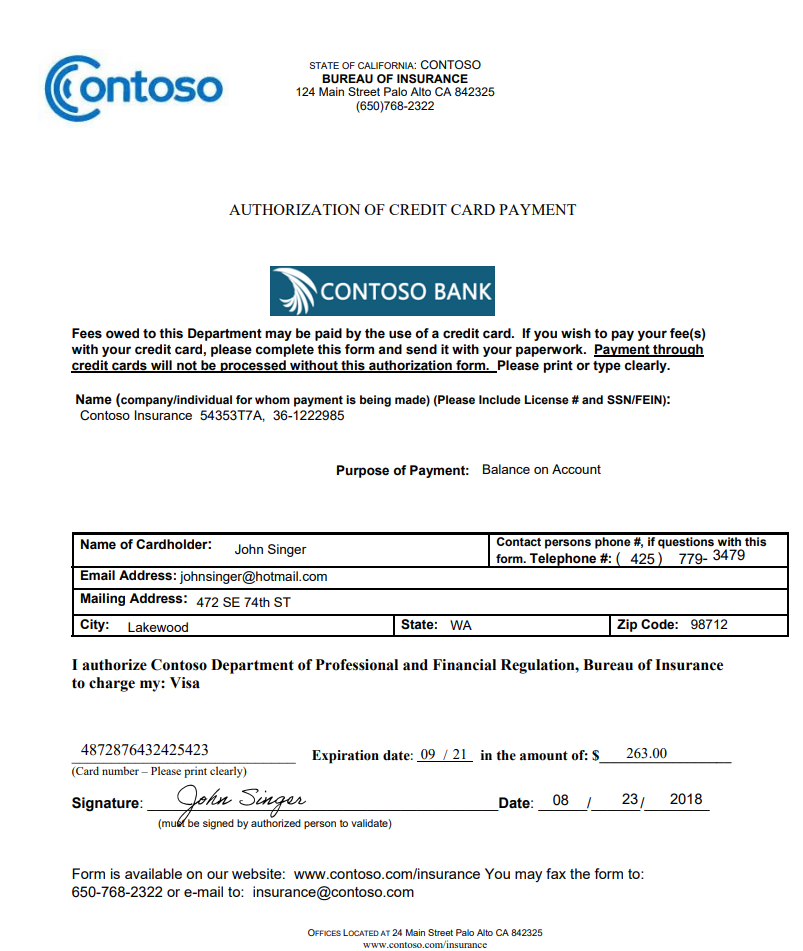 Contoso
STATE OF CALIFORNIA: CONTOSO
BUREAU OF INSURANCE
124 Main Street Palo Alto CA 842325
(650)768-2322
AUTHORIZATION OF CREDIT CARD PAYMENT
CONTOSO BANK
Fees owed to this Department may be paid by the use of a credit card. If you wish to pay your fee(s)
with your credit card, please complete this form and send it with your paperwork. Payment through
credit cards will not be processed without this authorization form. Please print or type clearly.
Name (company/individual for whom payment is being made) (Please Include License # and SSN/FEIN):
Contoso Insurance 54353T7A, 36-1222985
Purpose of Payment: Balance on Account
Name of Cardholder: John Singer
Contact persons phone #, if questions with this
form. Telephone #: ( 425 ) 779- 3479
Email Address: johnsinger@hotmail.com
Mailing Address: 472 SE 74th ST
City: Lakewood State: WA Zip Code: 98712
I authorize Contoso Department of Professional and Financial Regulation, Bureau of Insurance
to charge my: Visa
4872876432425423 Expiration date: 09 / 21 in the amount of: $ 263.00
(Card number – Please print clearly)
Signature: John Singer Date: 08 / 23 / 2018
(must be signed by authorized person to validate)
Form is available on our website: www.contoso.com/insurance You may fax the form to:
650-768-2322 or e-mail to: insurance@contoso.com
OFFICES LOCATED AT 24 Main Street Palo Alto CA 842325
www.contoso.com/insurance